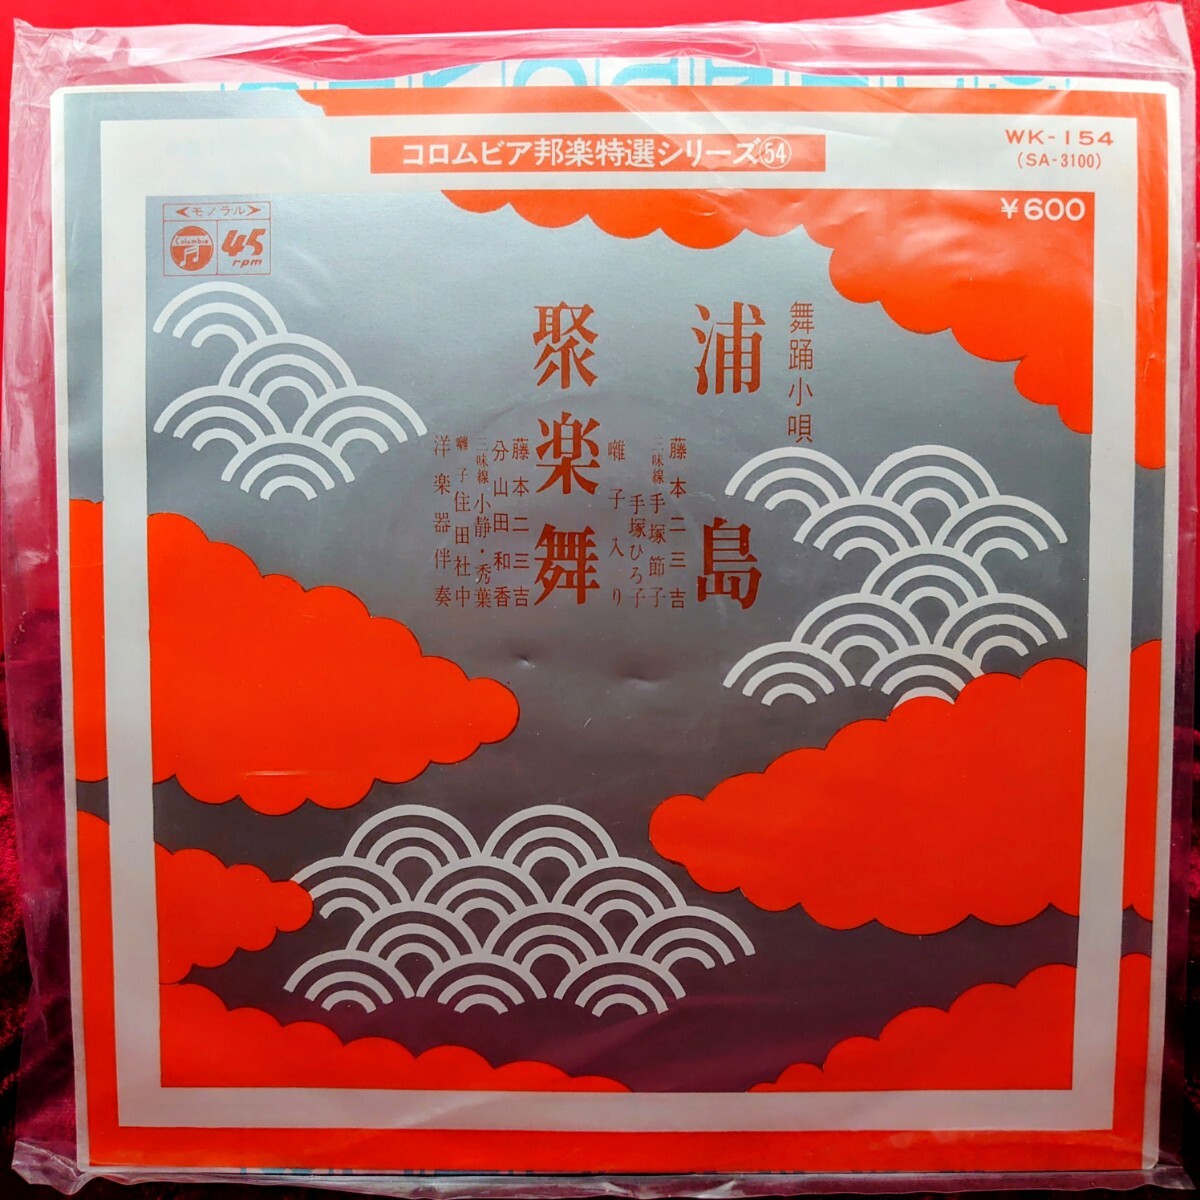 コロムビア邦楽特選シリーズ54
WK-154
(SA-3100)
¥600
モノラル
Columbia
45
rpm
舞踊小唄
浦島
藤本二三吉
三味線 手塚節子
手塚ひろ子
囃子入り
聚楽舞
藤本二三吉
分山田和香
三味線 小静・秀葉
囃子 住田社中
洋楽器伴奏